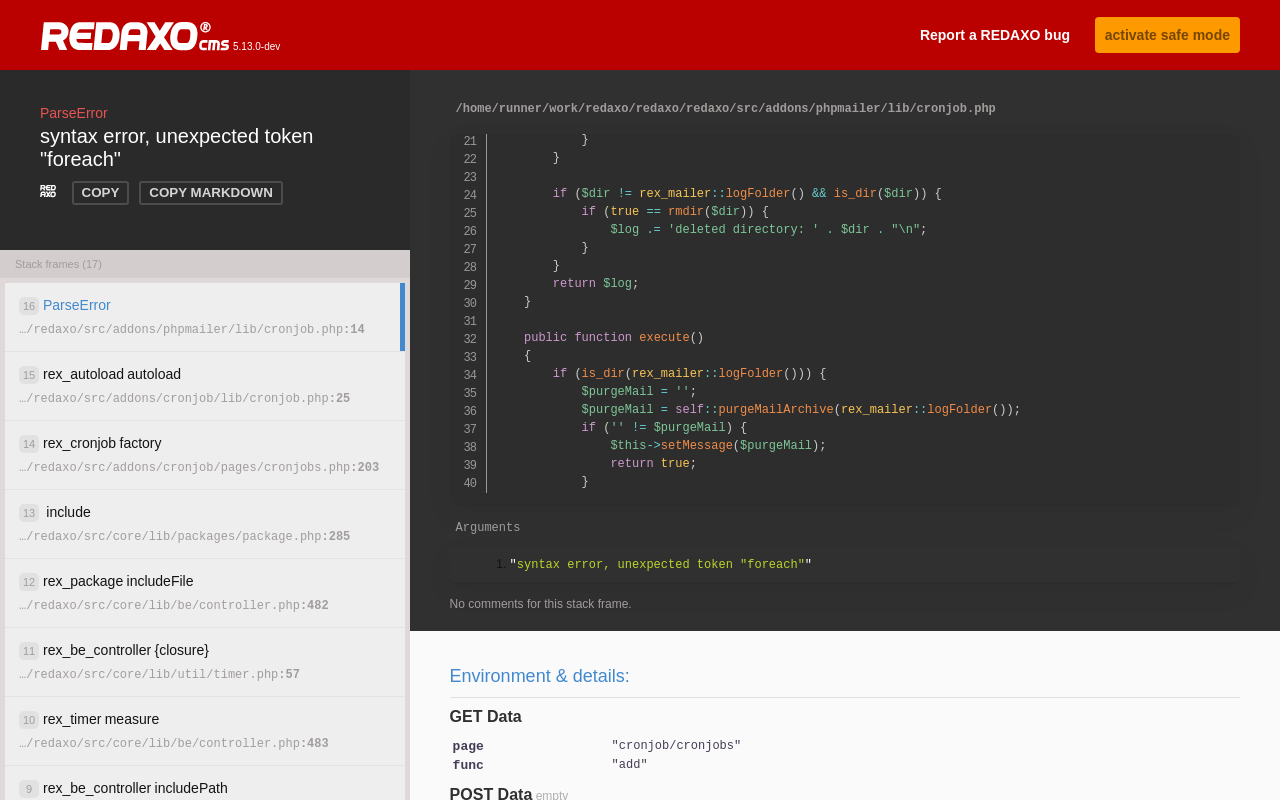 REDAXO® cms 5.13.0-dev
Report a REDAXO bug
activate safe mode
ParseError
syntax error, unexpected token
"foreach"
RED
AXO
COPY
COPY MARKDOWN
Stack frames (17)
16 ParseError
…/redaxo/src/addons/phpmailer/lib/cronjob.php:14
15 rex_autoload autoload
…/redaxo/src/addons/cronjob/lib/cronjob.php:25
14 rex_cronjob factory
…/redaxo/src/addons/cronjob/pages/cronjobs.php:203
13 include
…/redaxo/src/core/lib/packages/package.php:285
12 rex_package includeFile
…/redaxo/src/core/lib/be/controller.php:482
11 rex_be_controller {closure}
…/redaxo/src/core/lib/util/timer.php:57
10 rex_timer measure
…/redaxo/src/core/lib/be/controller.php:483
9 rex_be_controller includePath
/home/runner/work/redaxo/redaxo/redaxo/src/addons/phpmailer/lib/cronjob.php
21             }
22         }
23
24         if ($dir != rex_mailer::logFolder() && is_dir($dir)) {
25             if (true == rmdir($dir)) {
26                 $log .= 'deleted directory: ' . $dir . "\n";
27             }
28         }
29         return $log;
30     }
31
32     public function execute()
33     {
34         if (is_dir(rex_mailer::logFolder())) {
35             $purgeMail = '';
36             $purgeMail = self::purgeMailArchive(rex_mailer::logFolder());
37             if ('' != $purgeMail) {
38                 $this->setMessage($purgeMail);
39                 return true;
40             }
Arguments
1. "syntax error, unexpected token "foreach""
No comments for this stack frame.
Environment & details:
GET Data
page "cronjob/cronjobs"
func "add"
POST Data empty